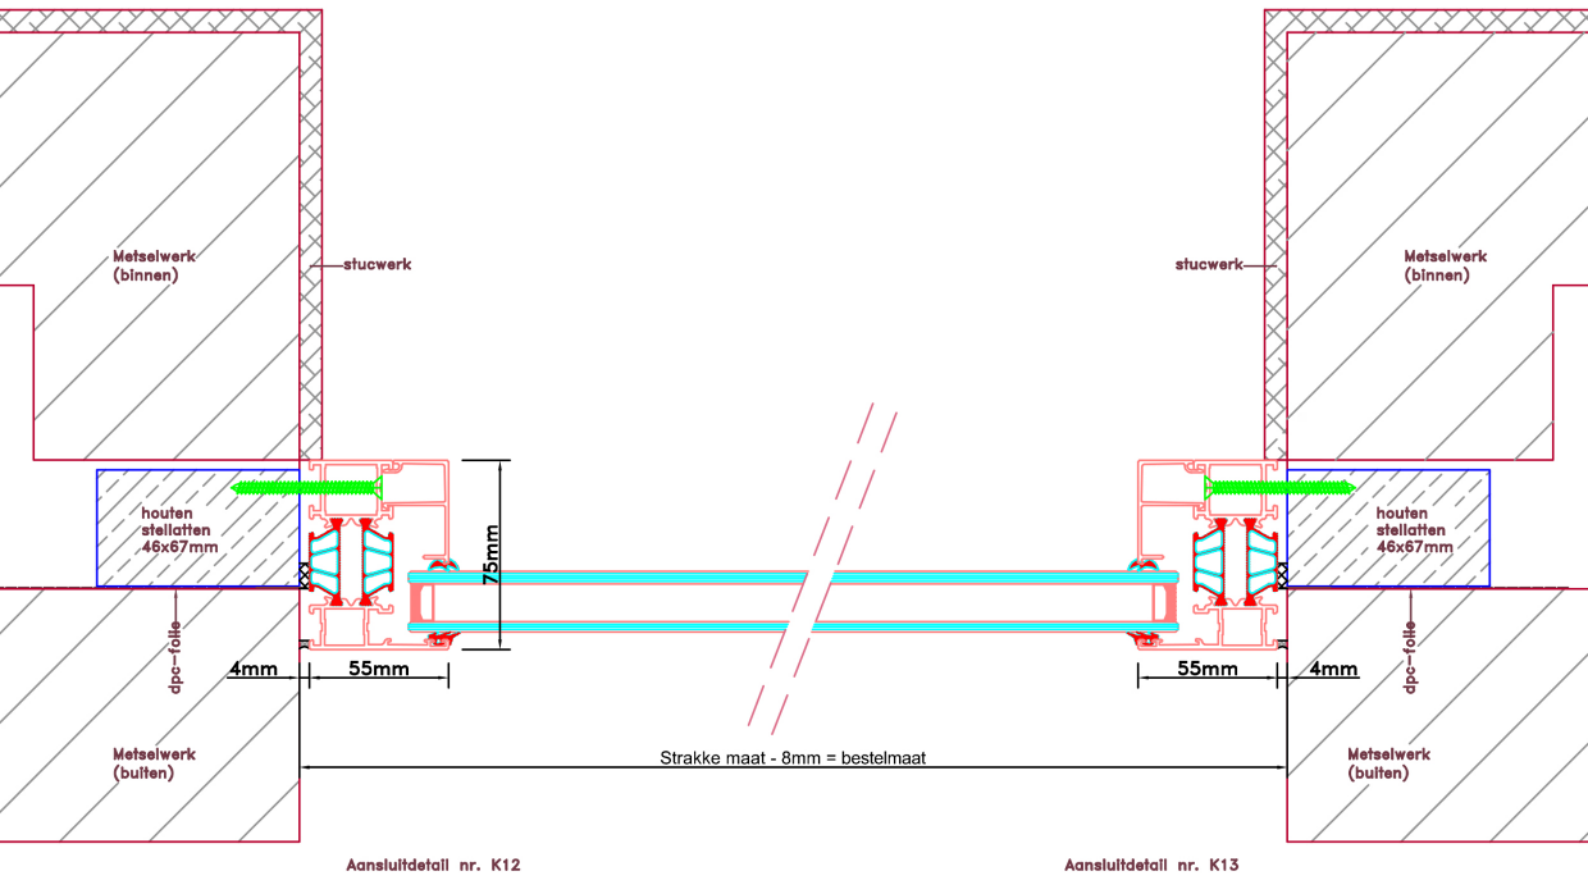 Metselwerk
(binnen)
stucwerk
stucwerk
Metselwerk
(binnen)
houten
stellatten
46x67mm
75mm
houten
stellatten
46x67mm
dpc-folie
4mm
55mm
55mm
4mm
dpc-folie
Metselwerk
(buiten)
Strakke maat - 8mm = bestelmaat
Metselwerk
(buiten)
Aansluitdetail nr. K12
Aansluitdetail nr. K13